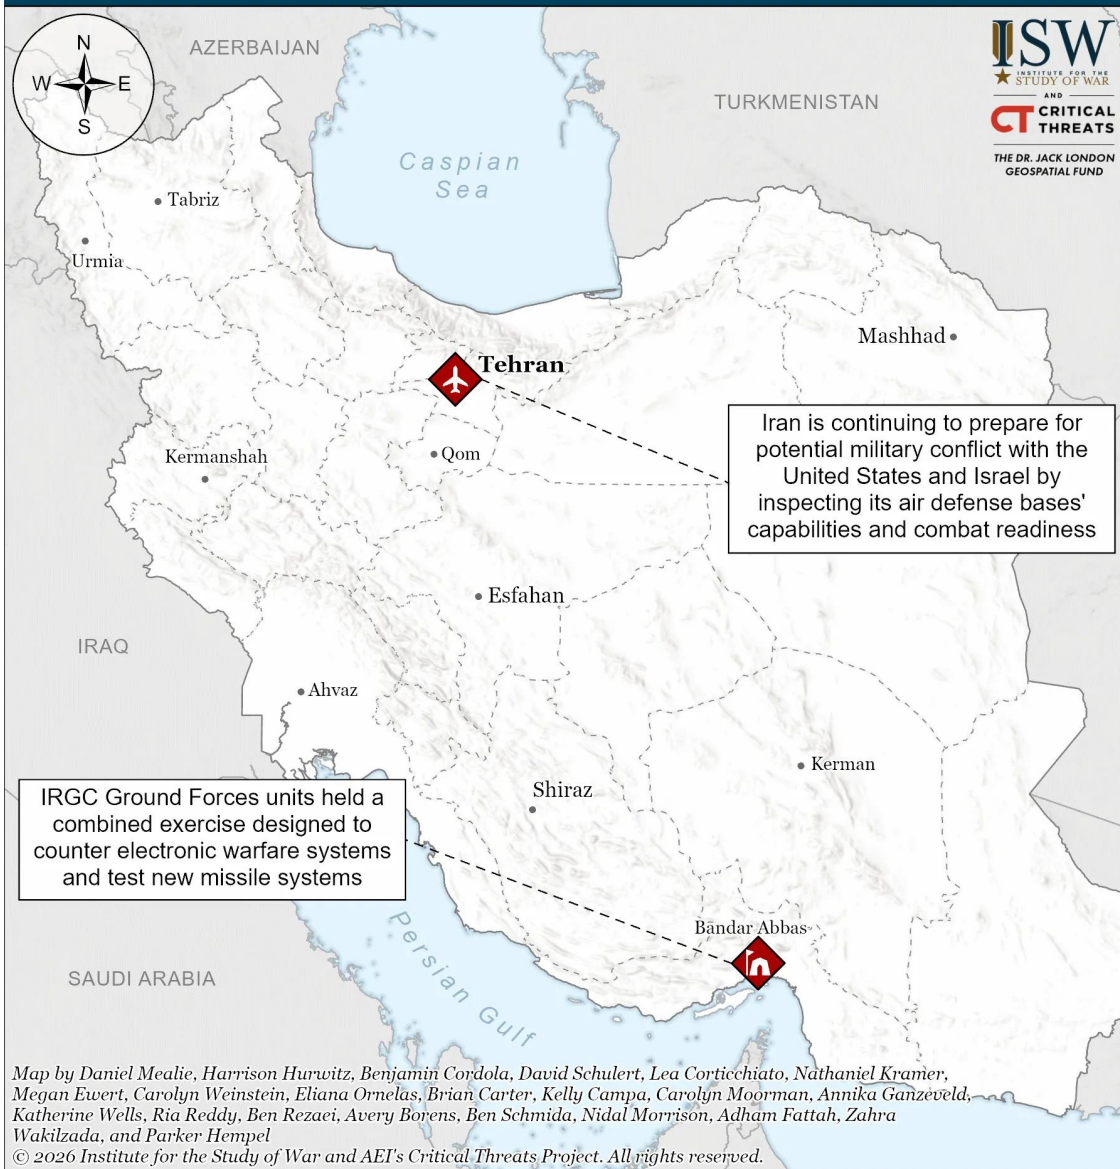 N
W E
S
AZERBAIJAN
TURKMENISTAN
ISW
INSTITUTE FOR THE
STUDY OF WAR
AND
CT CRITICAL
THREATS
THE DR. JACK LONDON
GEOSPATIAL FUND
Caspian
Sea
Tabriz
Urmia
Mashhad
Tehran
Iran is continuing to prepare for
potential military conflict with the
United States and Israel by
inspecting its air defense bases'
capabilities and combat readiness
Kermanshah
Qom
Esfahan
IRAQ
Ahvaz
Kerman
Shiraz
IRGC Ground Forces units held a
combined exercise designed to
counter electronic warfare systems
and test new missile systems
Bandar Abbas
Persian Gulf
SAUDI ARABIA
Map by Daniel Mealie, Harrison Hurwitz, Benjamin Cordola, David Schulert, Lea Corticchiato, Nathaniel Kramer,
Megan Ewert, Carolyn Weinstein, Eliana Ornelas, Brian Carter, Kelly Campa, Carolyn Moorman, Annika Ganzeveld,
Katherine Wells, Ria Reddy, Ben Rezaei, Avery Borens, Ben Schmida, Nidal Morrison, Adham Fattah, Zahra
Wakilzada, and Parker Hempel
© 2026 Institute for the Study of War and AEI's Critical Threats Project. All rights reserved.